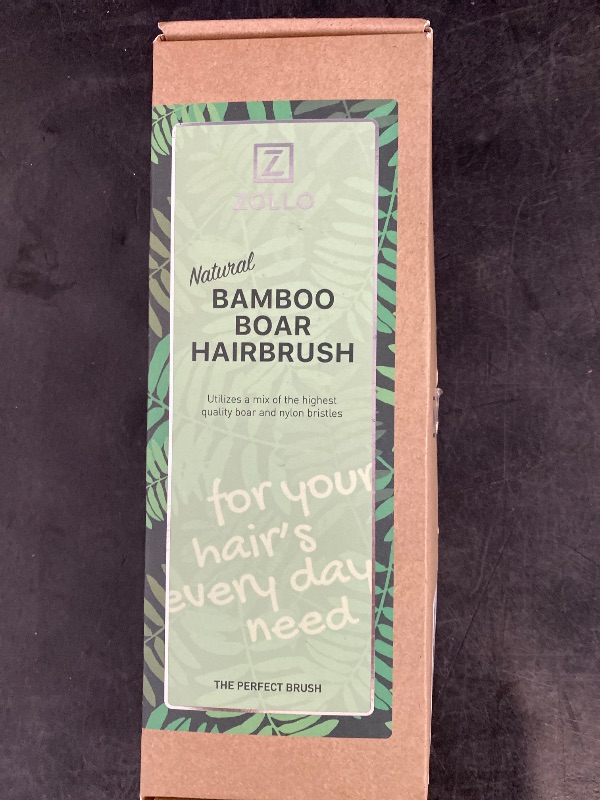 Z
ZOLLO
Natural
BAMBOO
BOAR
HAIRBRUSH
Utilizes a mix of the highest
quality boar and nylon bristles
for your
hair's
every day
need
THE PERFECT BRUSH